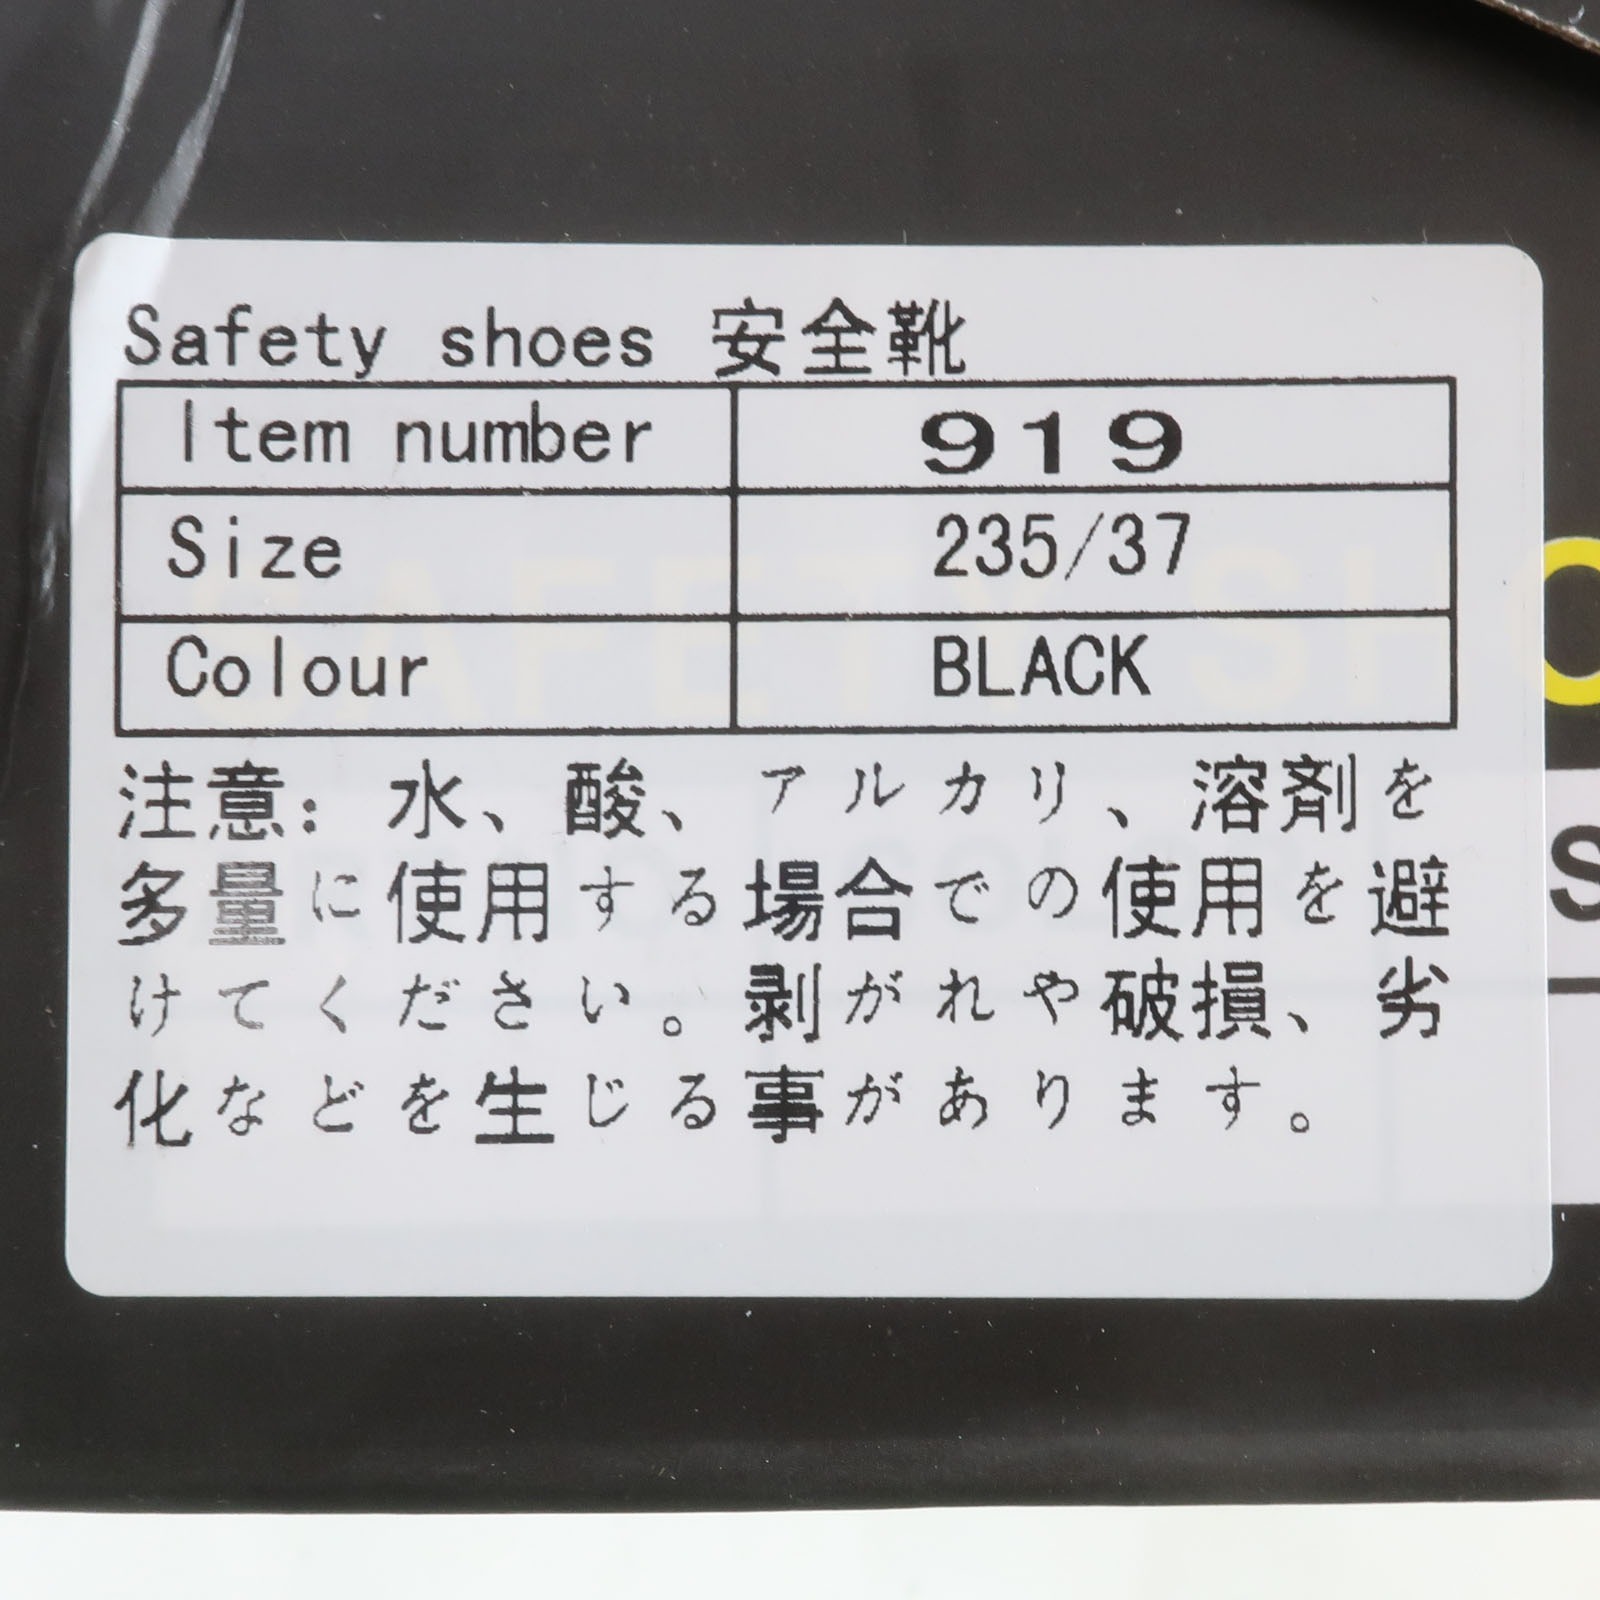 Safety shoes 安全靴
Item number 919
Size 235/37
Colour BLACK
注意: 水、酸、アルカリ、溶剤を
多量に使用する場合での使用を避
けてください。剥がれや破損、劣
化などを生じる事があります。
SAFETY SHO
S